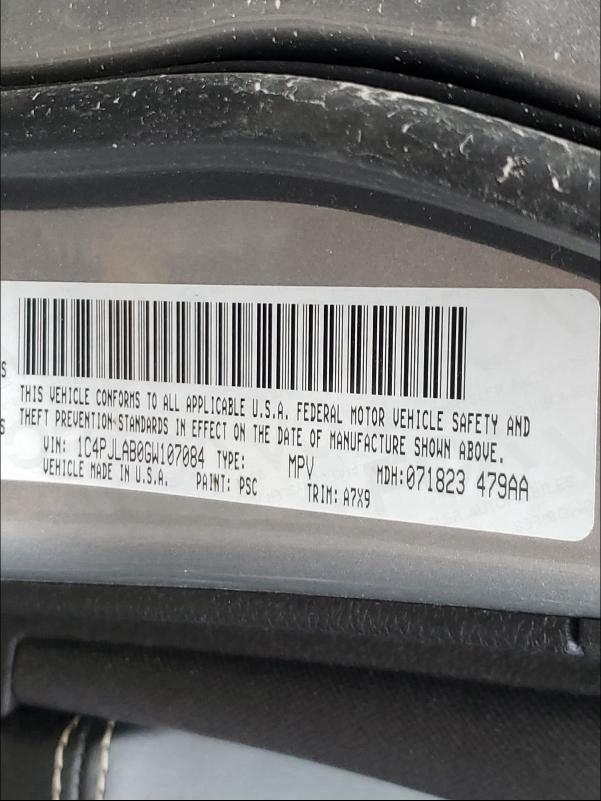 S
THIS VEHICLE CONFORMS TO ALL APPLICABLE U.S.A. FEDERAL MOTOR VEHICLE SAFETY AND
S THEFT PREVENTION STANDARDS IN EFFECT ON THE DATE OF MANUFACTURE SHOWN ABOVE.
VIN: 1C4PJLAB0GW107084 TYPE: MPV MDH:071823 479AA
VEHICLE MADE IN U.S.A. PAINT: PSC TRIM: A7X9